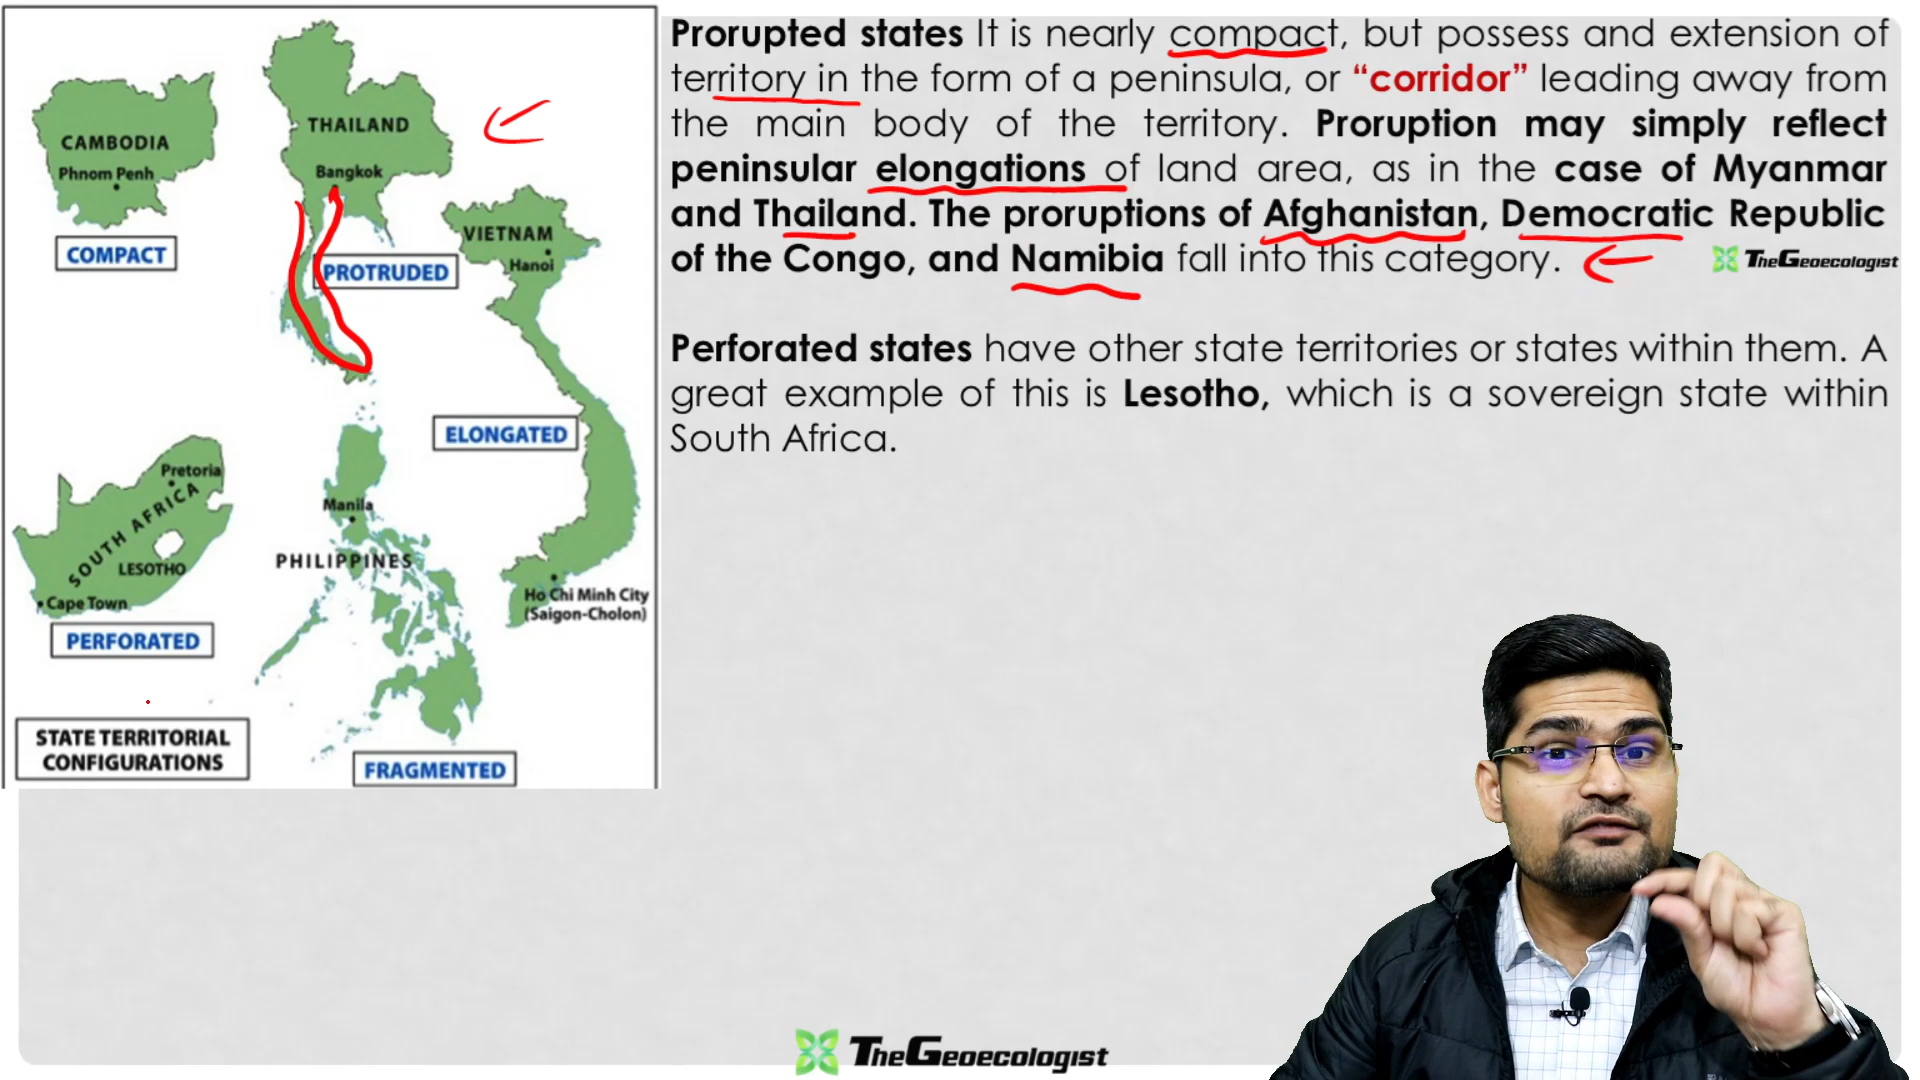 CAMBODIA
Phnom Penh
COMPACT
THAILAND
Bangkok
PROTRUDED
VIETNAM
Hanoi
ELONGATED
Ho Chi Minh City
(Saigon-Cholon)
Pretoria
SOUTH AFRICA
LESOTHO
Cape Town
PERFORATED
Manila
PHILIPPINES
FRAGMENTED
STATE TERRITORIAL
CONFIGURATIONS
Prorupted states It is nearly compact, but possess and extension of
territory in the form of a peninsula, or “corridor” leading away from
the main body of the territory. Proruption may simply reflect
peninsular elongations of land area, as in the case of Myanmar
and Thailand. The proruptions of Afghanistan, Democratic Republic
of the Congo, and Namibia fall into this category.
TheGeoecologist
Perforated states have other state territories or states within them. A
great example of this is Lesotho, which is a sovereign state within
South Africa.
TheGeoecologist